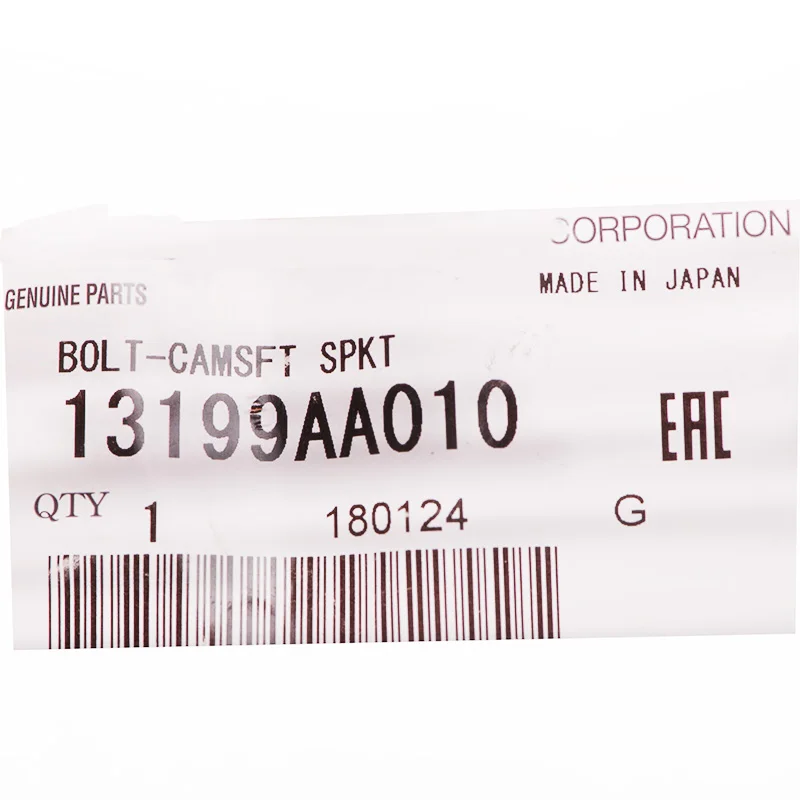 CORPORATION
GENUINE PARTS
MADE IN JAPAN
BOLT-CAMSFT SPKT
13199AA010
EAC
QTY 1 180124 G